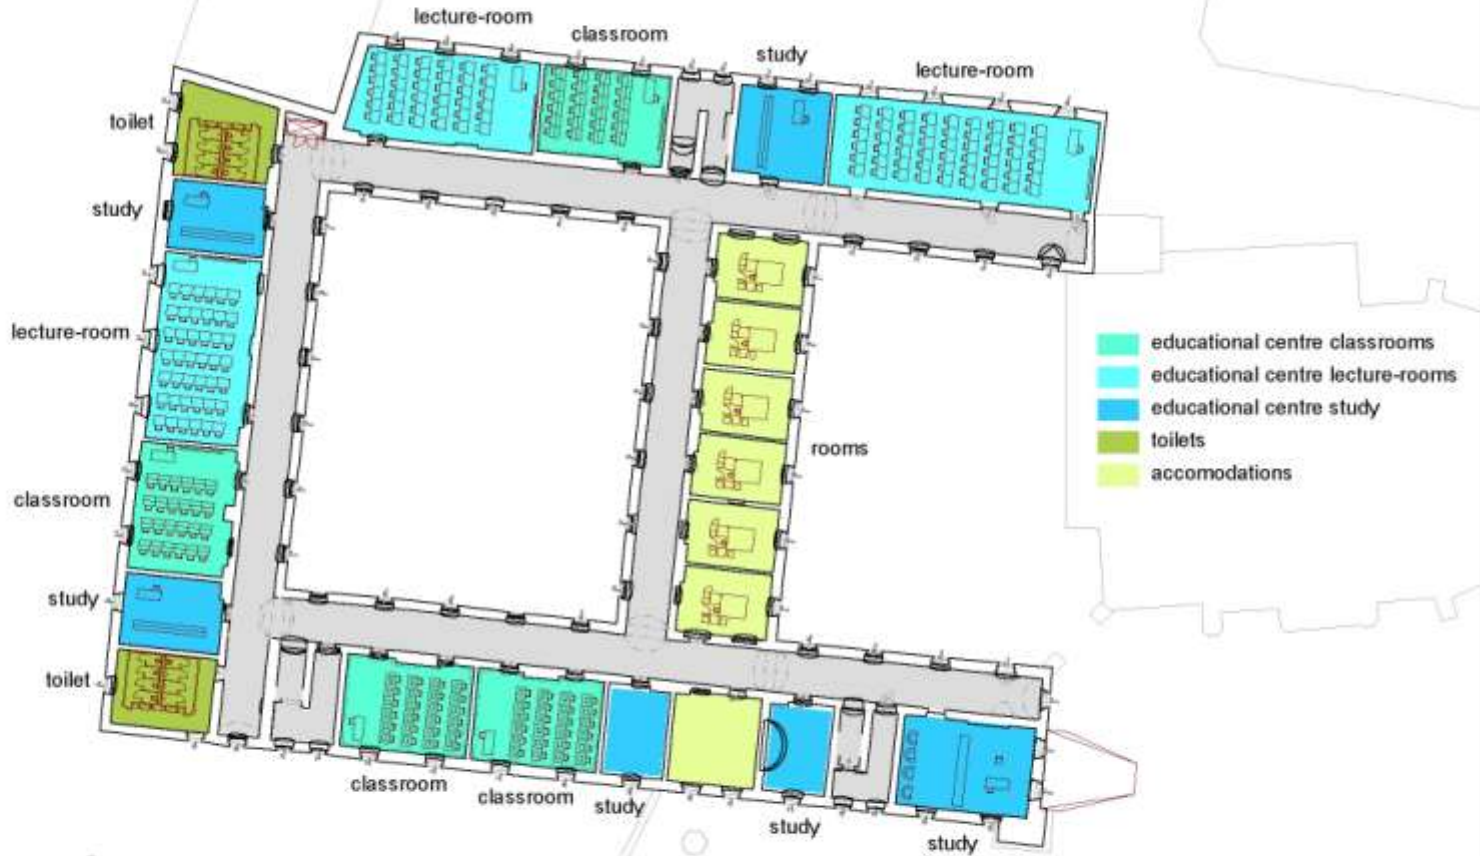 lecture-room
classroom
study
lecture-room
toilet
study
lecture-room
classroom
study
toilet
rooms
educational centre classrooms
educational centre lecture-rooms
educational centre study
toilets
accomodations
classroom
classroom
study
study
study